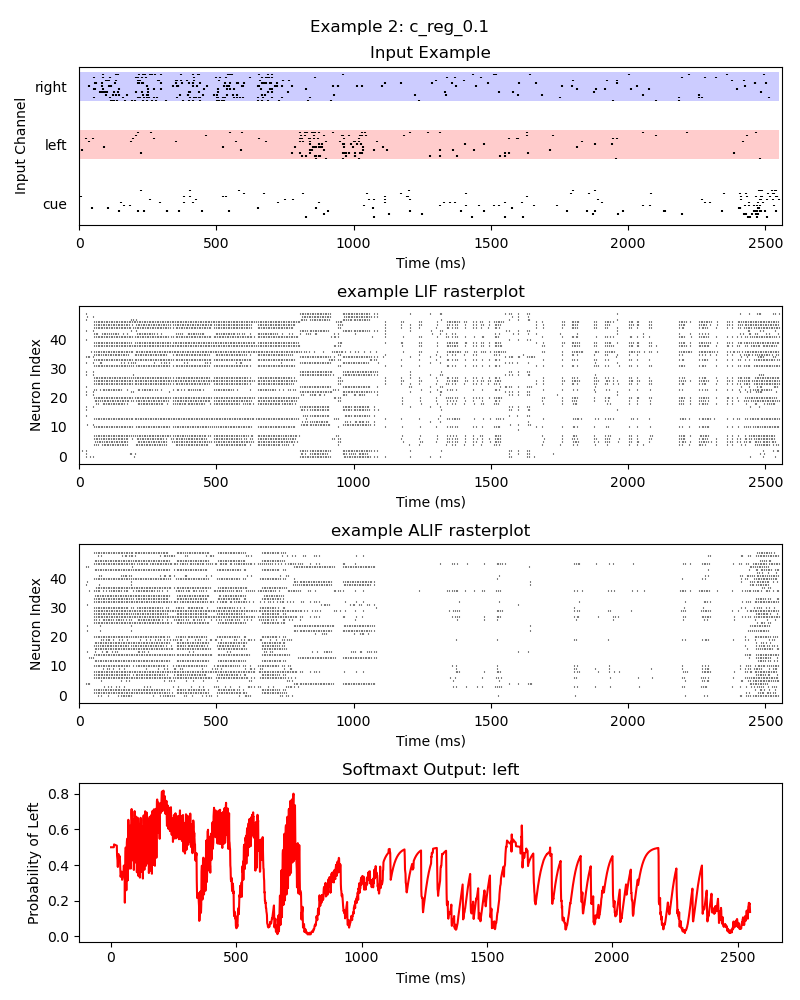 Example 2: c_reg_0.1
Input Example
Input Channel
right
left
cue
0 500 1000 1500 2000 2500
Time (ms)
example LIF rasterplot
Neuron Index
40
30
20
10
0
0 500 1000 1500 2000 2500
Time (ms)
example ALIF rasterplot
Neuron Index
40
30
20
10
0
0 500 1000 1500 2000 2500
Time (ms)
Softmaxt Output: left
Probability of Left
0.8
0.6
0.4
0.2
0.0
0 500 1000 1500 2000 2500
Time (ms)